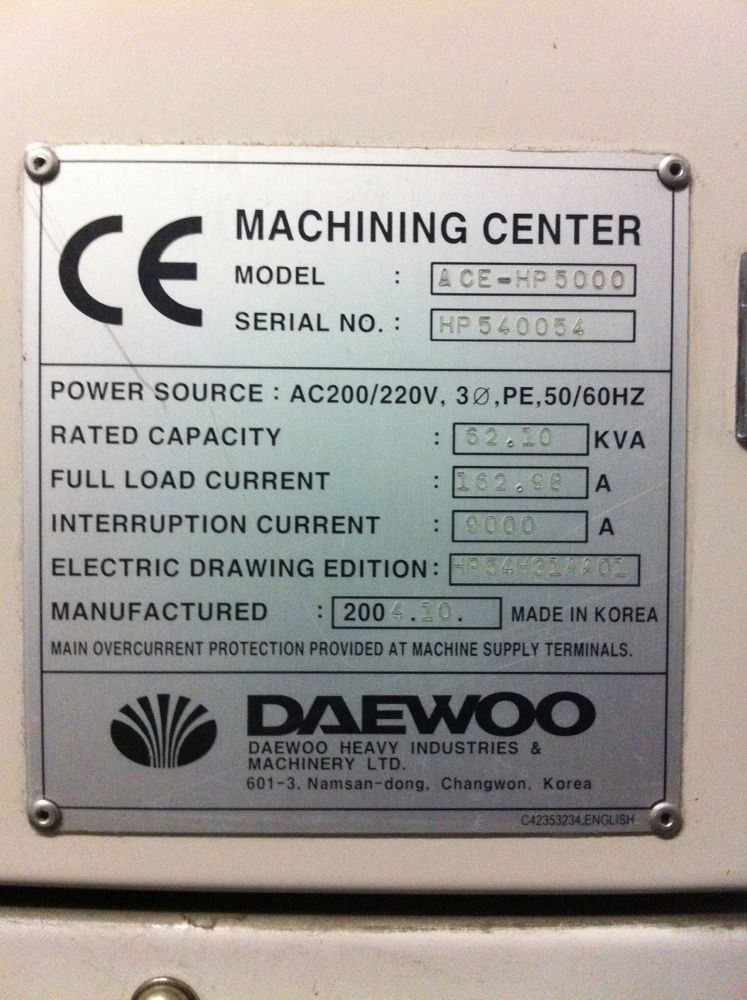 CE
MACHINING CENTER
MODEL : ACE-HP5000
SERIAL NO. : HP540054
POWER SOURCE : AC200/220V, 3Ø,PE,50/60HZ
RATED CAPACITY : 62.10 KVA
FULL LOAD CURRENT : 162.98 A
INTERRUPTION CURRENT : 9000 A
ELECTRIC DRAWING EDITION:
MANUFACTURED : 2004.10. MADE IN KOREA
MAIN OVERCURRENT PROTECTION PROVIDED AT MACHINE SUPPLY TERMINALS.
DAEWOO
DAEWOO HEAVY INDUSTRIES &
MACHINERY LTD.
601-3, Namsan-dong, Changwon, Korea
C42353234,ENGLISH